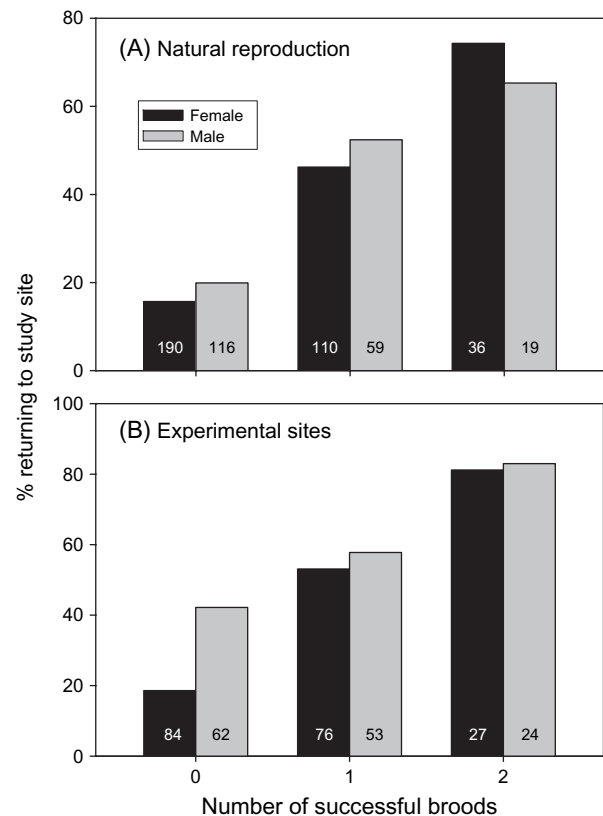 80
(A) Natural reproduction
Female
Male
60
40
20
190 116 110 59 36 19
0
% returning to study site
100
(B) Experimental sites
80
60
40
20
84 62 76 53 27 24
0
0 1 2
Number of successful broods